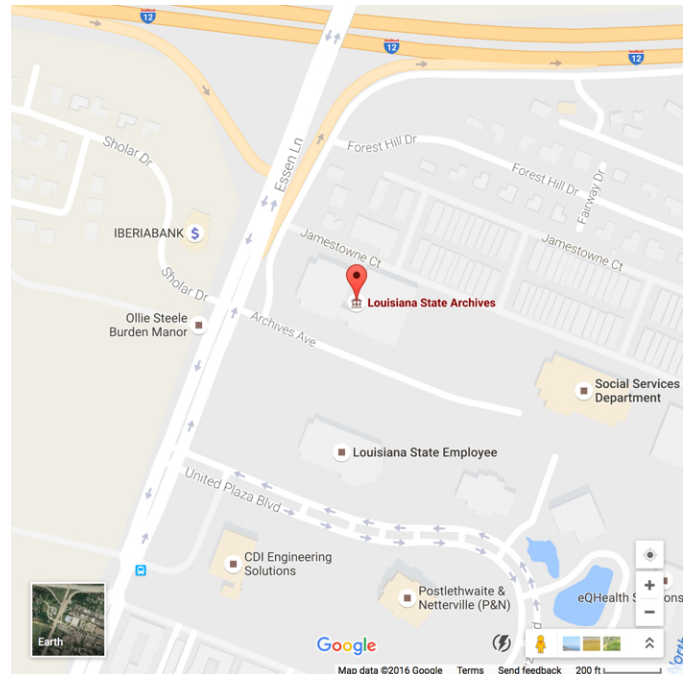 12
12
12
Essen Ln
Sholar Dr
Forest Hill Dr
Forest Hill Dr
Fairway Dr
IBERIABANK
$
Jamestowne Ct
Jamestowne Ct
Sholar Dr
Louisiana State Archives
Ollie Steele
Burden Manor
Archives Ave
Social Services
Department
Louisiana State Employee
United Plaza Blvd
CDI Engineering
Solutions
Postlethwaite &
Netterville (P&N)
eQHealth S
ons
North
Earth
Google
Map data ©2016 Google
Terms
Send feedback
200 ft